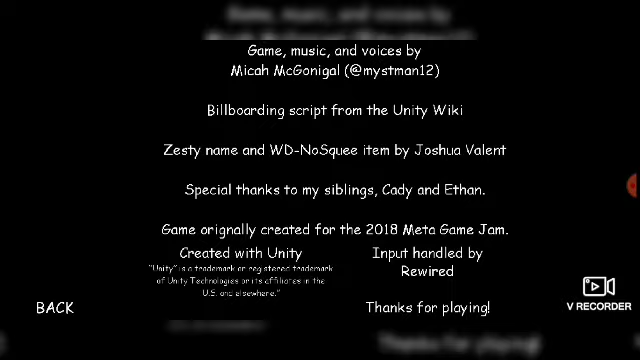 Game, music, and voices by
Micah McGonigal (@mystman12)
Billboarding script from the Unity Wiki
Zesty name and WD-NoSquee item by Joshua Valent
Special thanks to my siblings, Cady and Ethan.
Game orignally created for the 2018 Meta Game Jam.
Created with Unity
"Unity" is a trademark or registered trademark
of Unity Technologies or its affiliates in the
U.S. and elsewhere."
Input handled by
Rewired
BACK
Thanks for playing!
V RECORDER
Thanks for playing!